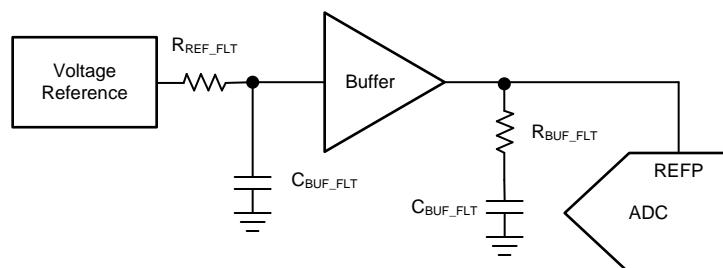 Voltage
Reference
RREF_FLT
CBUF_FLT
Buffer
RBUF_FLT
CBUF_FLT
REFP
ADC